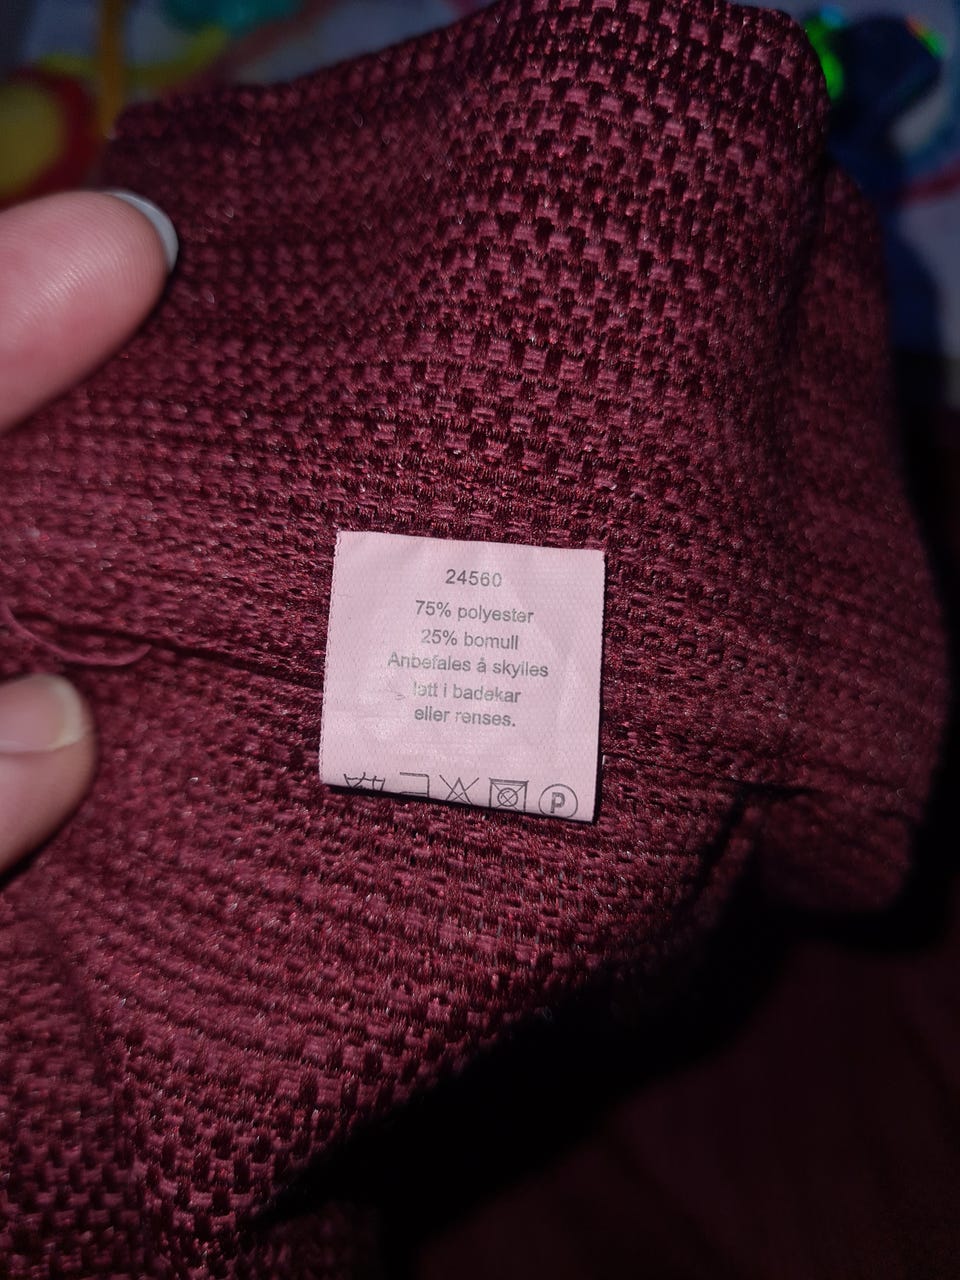 24560
75% polyester
25% bomull
Anbefales å skylles
lett i badekar
eller renses.
P